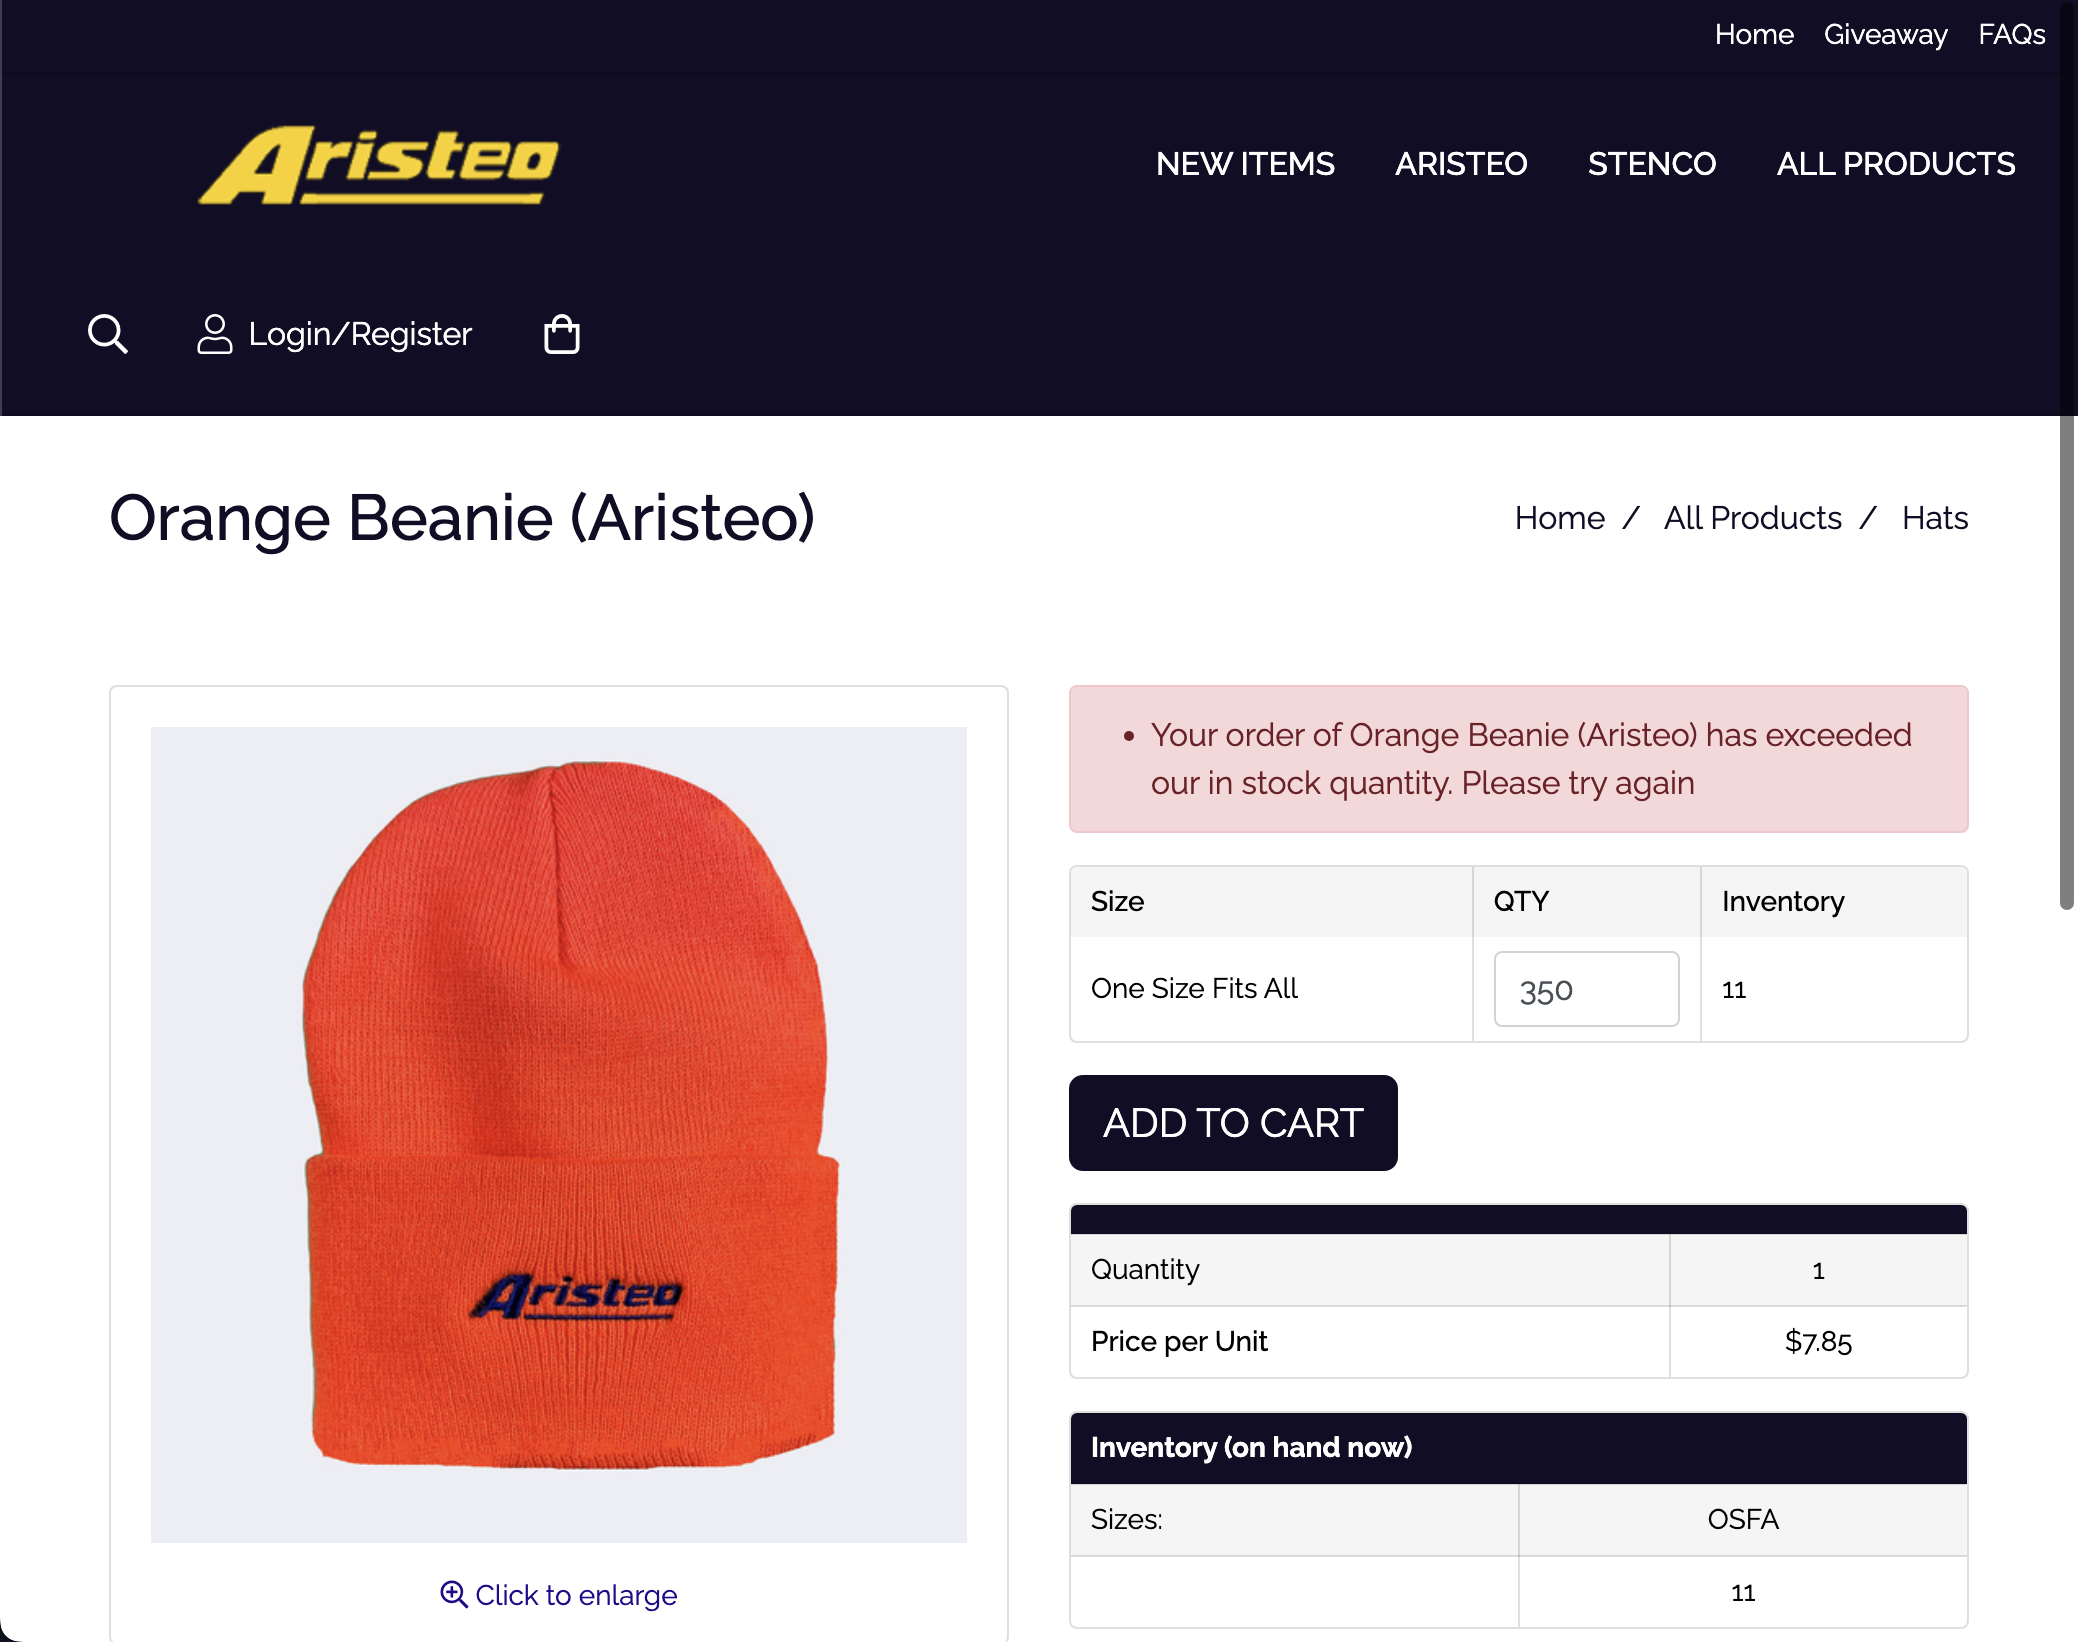 Home Giveaway FAQs
Aristeo
NEW ITEMS ARISTEO STENCO ALL PRODUCTS
Login/Register
Orange Beanie (Aristeo)
Home / All Products / Hats
• Your order of Orange Beanie (Aristeo) has exceeded
our in stock quantity. Please try again
Size QTY Inventory
One Size Fits All 350 11
ADD TO CART
Quantity 1
Price per Unit $7.85
Inventory (on hand now)
Sizes: OSFA
11
Aristeo
Click to enlarge